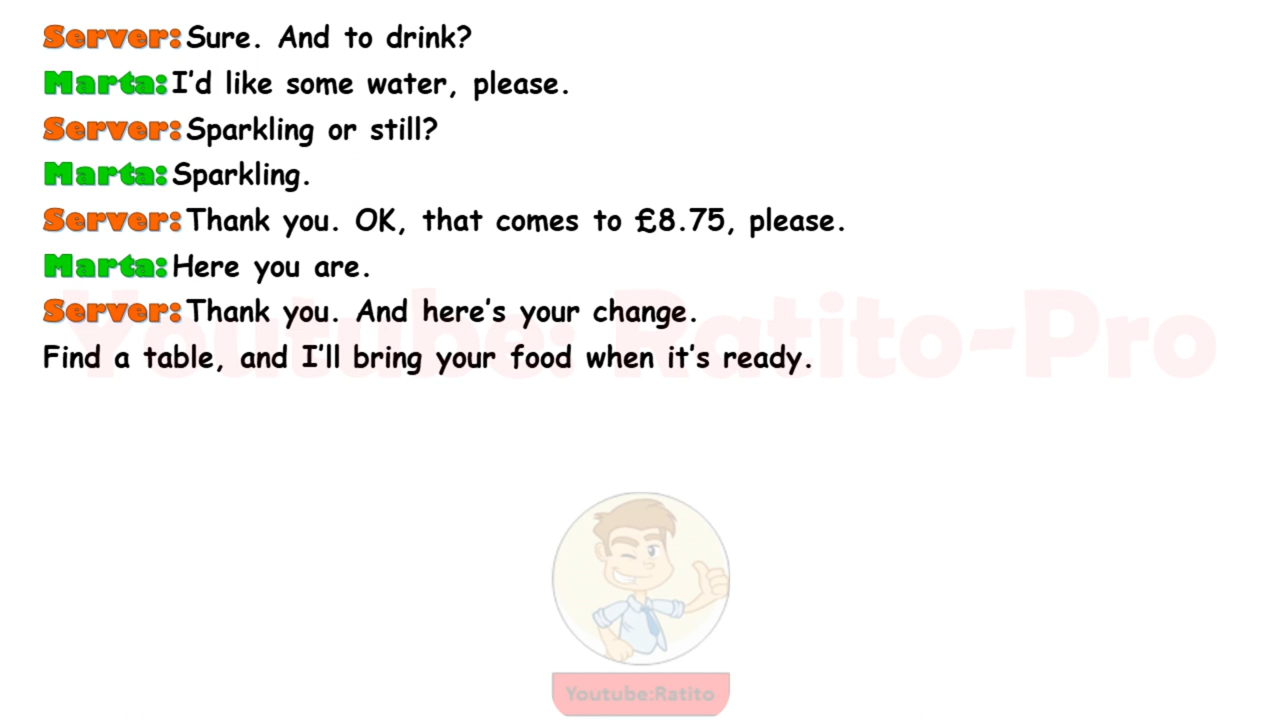 Server: Sure. And to drink?
Marta: I'd like some water, please.
Server: Sparkling or still?
Marta: Sparkling.
Server: Thank you. OK, that comes to £8.75, please.
Marta: Here you are.
Server: Thank you. And here's your change.
Find a table, and I'll bring your food when it's ready.
Youtube: Ratito-Pro
Youtube:Ratito